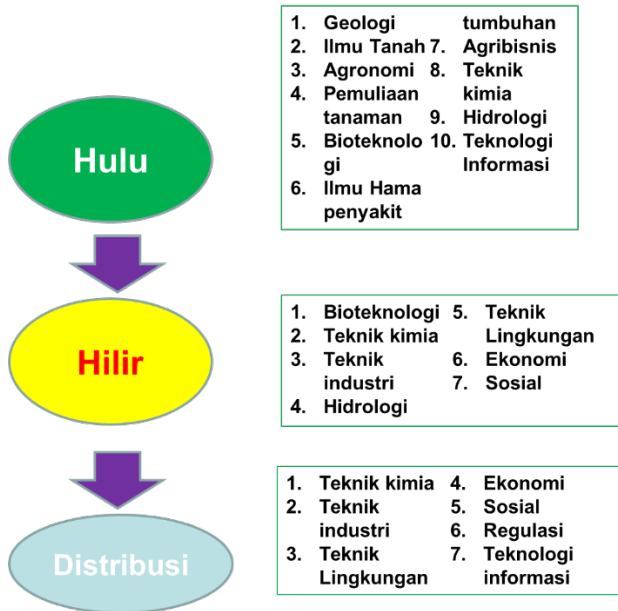 Hulu
1. Geologi
2. Ilmu Tanah
3. Agronomi
4. Pemuliaan
tanaman
5. Bioteknolo
gi
6. Ilmu Hama
penyakit
tumbuhan
7. Agribisnis
8. Teknik
kimia
9. Hidrologi
10. Teknologi
Informasi
Hilir
1. Bioteknologi
2. Teknik kimia
3. Teknik
industri
4. Hidrologi
5. Teknik
Lingkungan
6. Ekonomi
7. Sosial
Distribusi
1. Teknik kimia
2. Teknik
industri
3. Teknik
Lingkungan
4. Ekonomi
5. Sosial
6. Regulasi
7. Teknologi
informasi